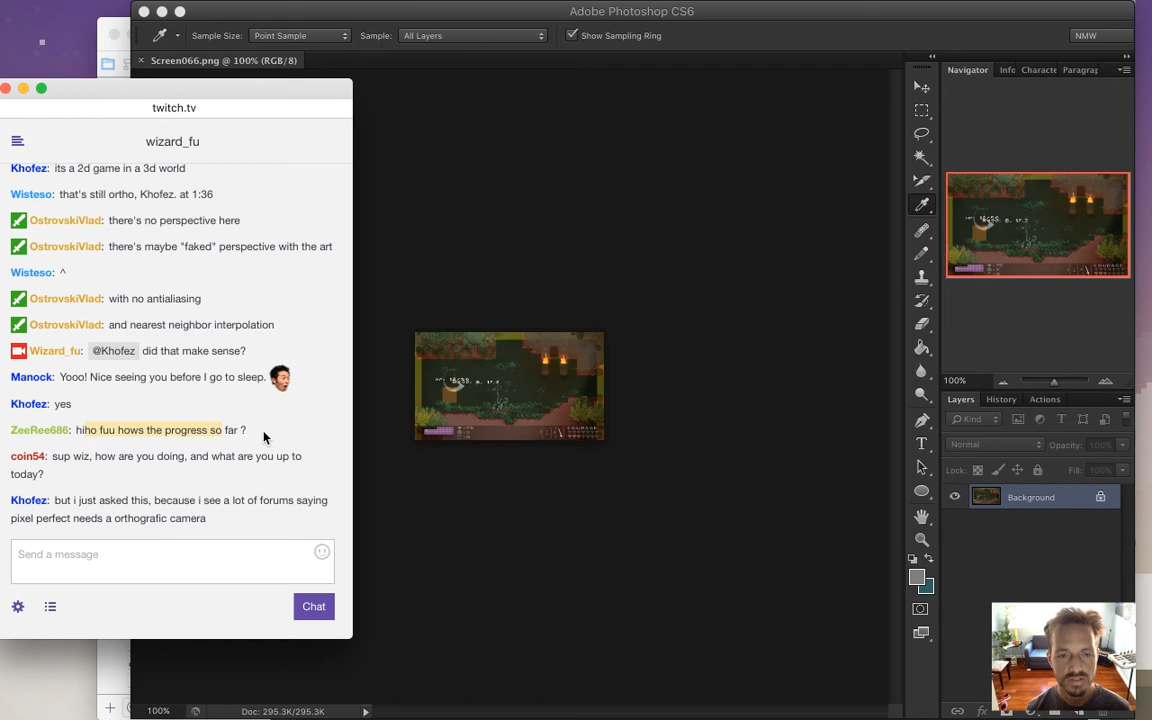 Adobe Photoshop CS6
Sample Size: Point Sample Sample: All Layers Show Sampling Ring NMW
× Screen066.png @ 100% (RGB/8)
Navigator Info Characte Paragrap
twitch.tv
wizard_fu
Khofez: its a 2d game in a 3d world
Wisteso: that's still ortho, Khofez. at 1:36
OstrovskiVlad: there's no perspective here
OstrovskiVlad: there's maybe "faked" perspective with the art
Wisteso: ^
OstrovskiVlad: with no antialiasing
OstrovskiVlad: and nearest neighbor interpolation
Wizard_fu: @Khofez did that make sense?
Manock: Yooo! Nice seeing you before I go to sleep.
Khofez: yes
ZeeRee686: hiho fuu hows the progress so far ?
coin54: sup wiz, how are you doing, and what are you up to
today?
Khofez: but i just asked this, because i see a lot of forums saying
pixel perfect needs a orthografic camera
Send a message
Chat
100%
Layers History Actions
Kind
Normal Opacity: 100%
Lock: Fill: 100%
Background
100% Doc: 295.3K/295.3K
fx